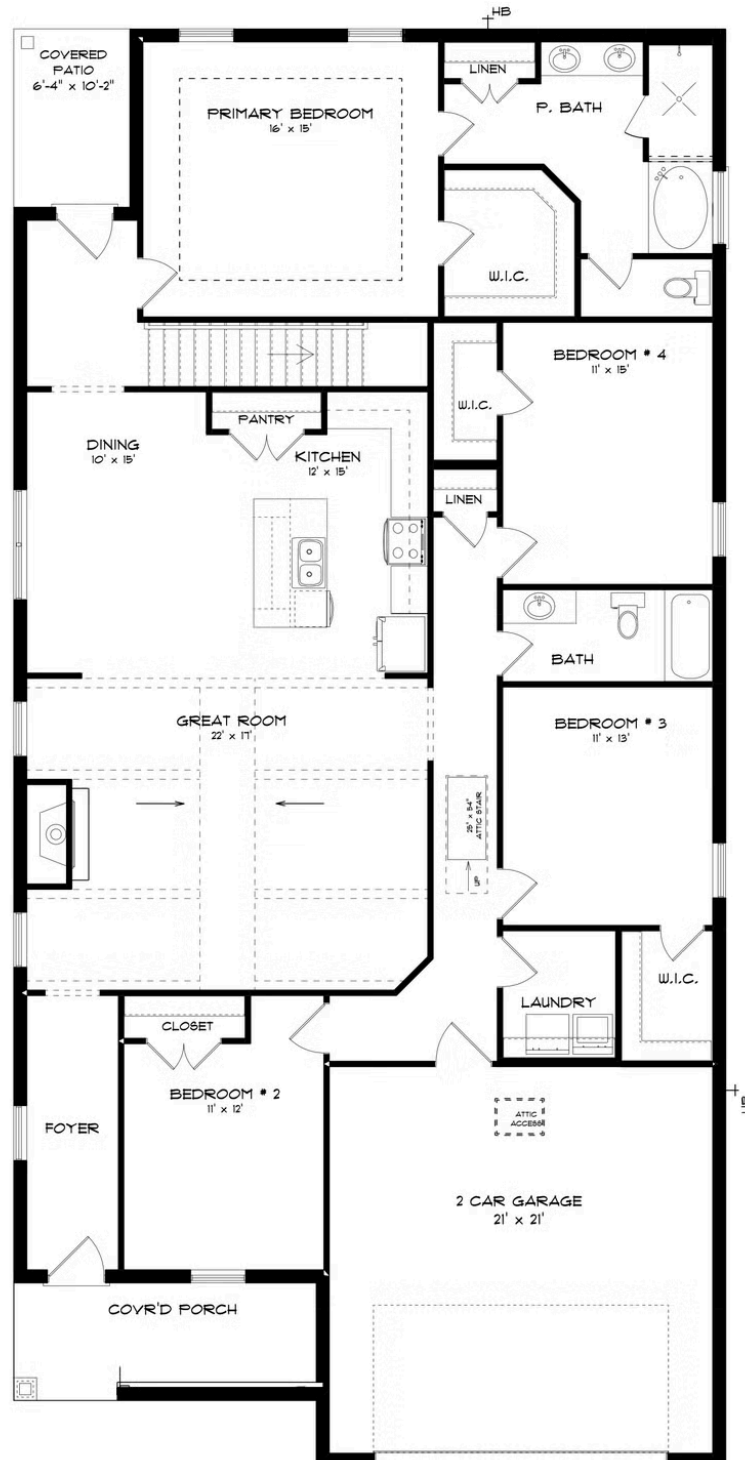 HB
COVERED
PATIO
6'-4" x 10'-2"
LINEN
PRIMARY BEDROOM
16' x 15'
P. BATH
W.I.C.
BEDROOM # 4
11' x 15'
W.I.C.
PANTRY
DINING
10' x 15'
KITCHEN
12' x 15'
LINEN
BATH
GREAT ROOM
22' x 17'
BEDROOM # 3
11' x 13'
25" x 54"
ATTIC STAIR
UP
W.I.C.
LAUNDRY
CLOSET
BEDROOM # 2
11' x 12'
FOYER
HB
ATTIC
ACCESS
2 CAR GARAGE
21' x 21'
COVR'D PORCH